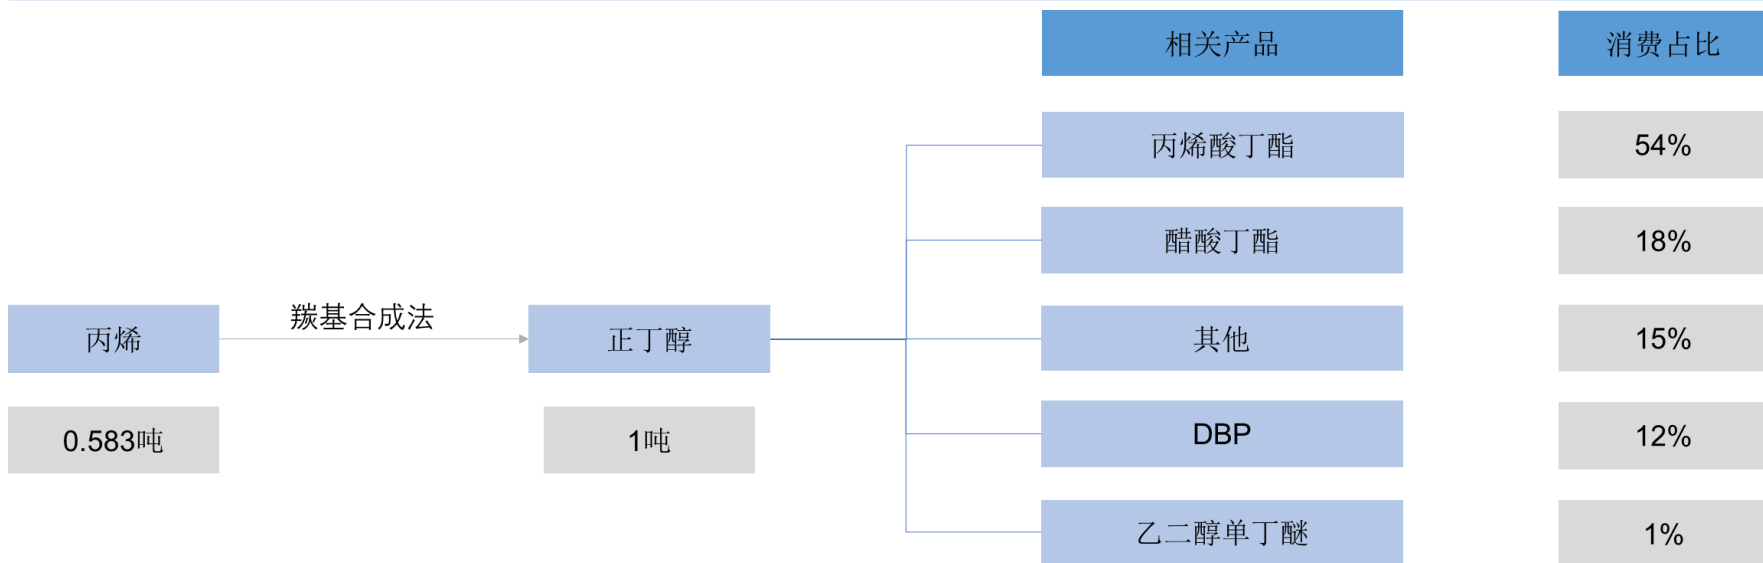 相关产品
消费占比
丙烯酸丁酯
54%
醋酸丁酯
18%
丙烯
羰基合成法
正丁醇
其他
15%
0.583吨
1吨
DBP
12%
乙二醇单丁醚
1%